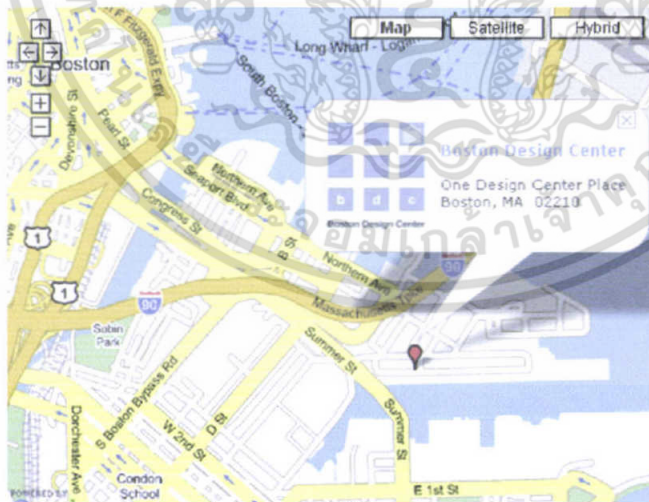 Map
Satellite
Hybrid
Long Wharf - Logan
Boston
South Boston
Devonshire St
Pearl St
Congress St
Northern Ave
Seaport Blvd
B St
Northern Ave
Boston Design Center
One Design Center Place
Boston, MA 02210
b d c
Boston Design Center
1
1
90
90
Massachusetts Tpke
Sobin
Park
Summer St
Summer St
S Boston Bypass Rd
D St
W 2nd St
Dorchester Ave
Condon
School
E 1st St
POWERED BY